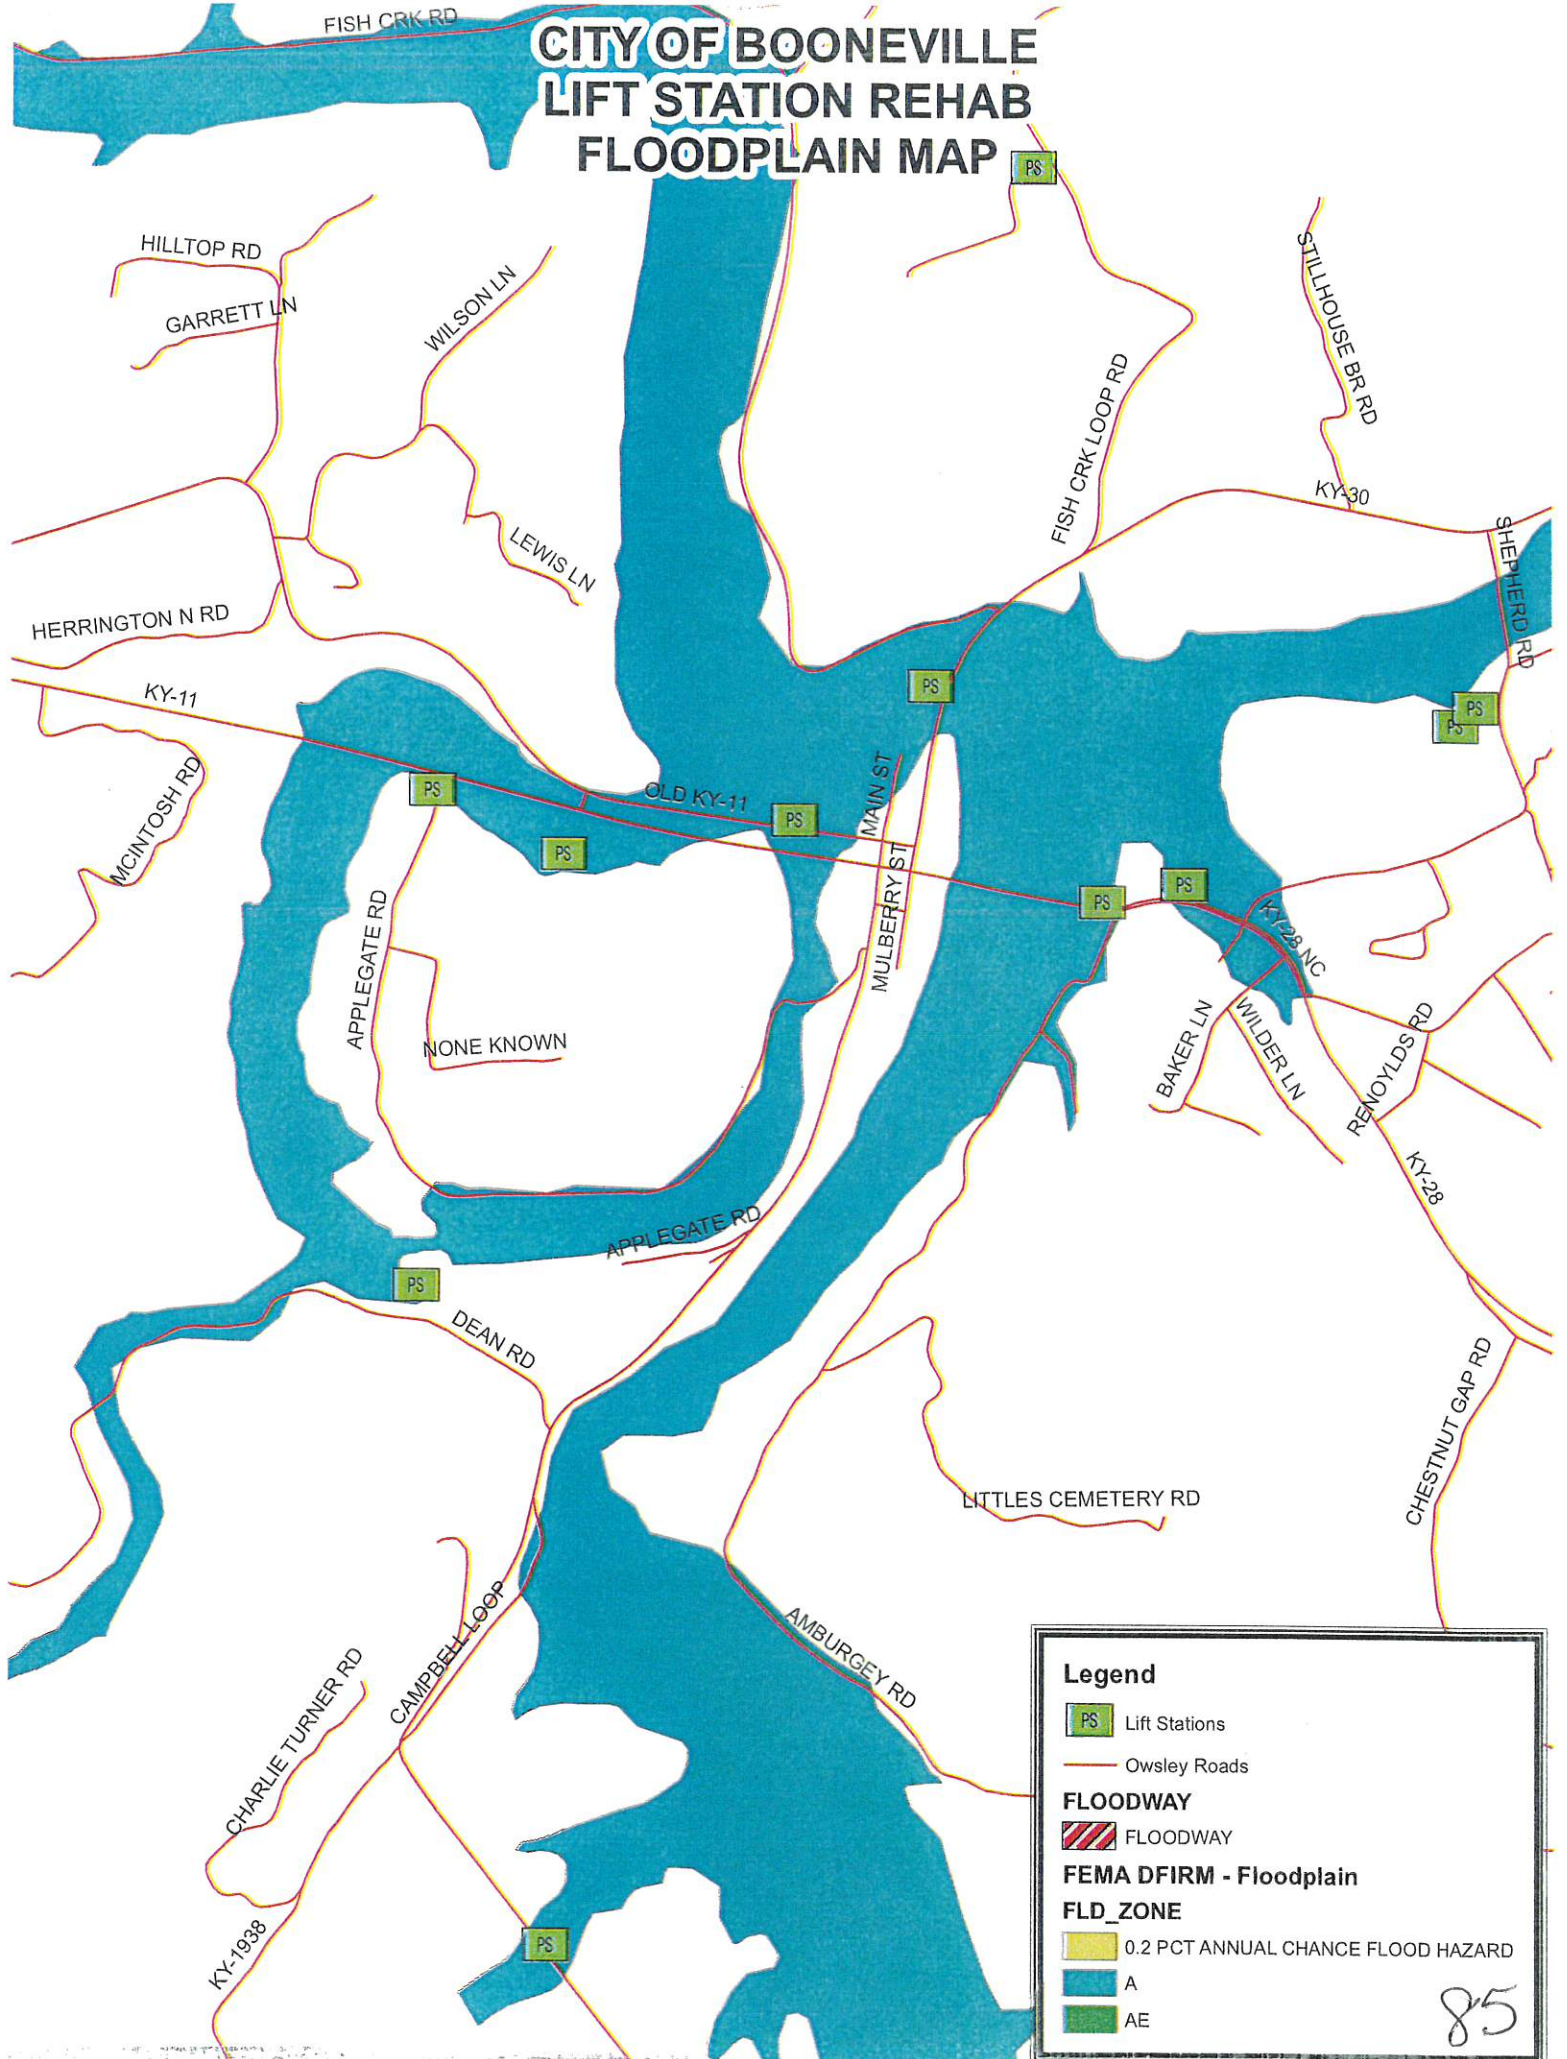 FISH CRK RD
CITY OF BOONEVILLE
LIFT STATION REHAB
FLOODPLAIN MAP
PS
HILLTOP RD
GARRETT LN
WILSON LN
STILLHOUSE BR RD
FISH CRK LOOP RD
KY-30
LEWIS LN
SHEPHERD RD
HERRINGTON N RD
KY-11
PS
PS
PS
MCINTOSH RD
PS
OLD KY-11
PS
MAIN ST
PS
MULBERRY ST
PS
PS
KY-28 NC
APPLEGATE RD
NONE KNOWN
BAKER LN
WILDER LN
RENOYLDS RD
KY-28
APPLEGATE RD
PS
DEAN RD
CHESTNUT GAP RD
LITTLES CEMETERY RD
CAMPBELL LOOP
AMBURGEY RD
CHARLIE TURNER RD
KY-1938
PS
Legend
PS Lift Stations
Owsley Roads
FLOODWAY
FLOODWAY
FEMA DFIRM - Floodplain
FLD_ZONE
0.2 PCT ANNUAL CHANCE FLOOD HAZARD
A
AE
85